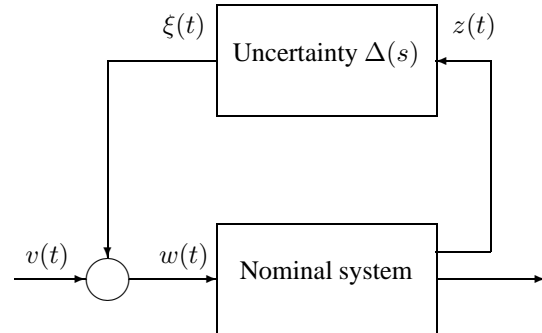 ξ(t)
Uncertainty Δ(s)
z(t)
v(t)
w(t)
Nominal system